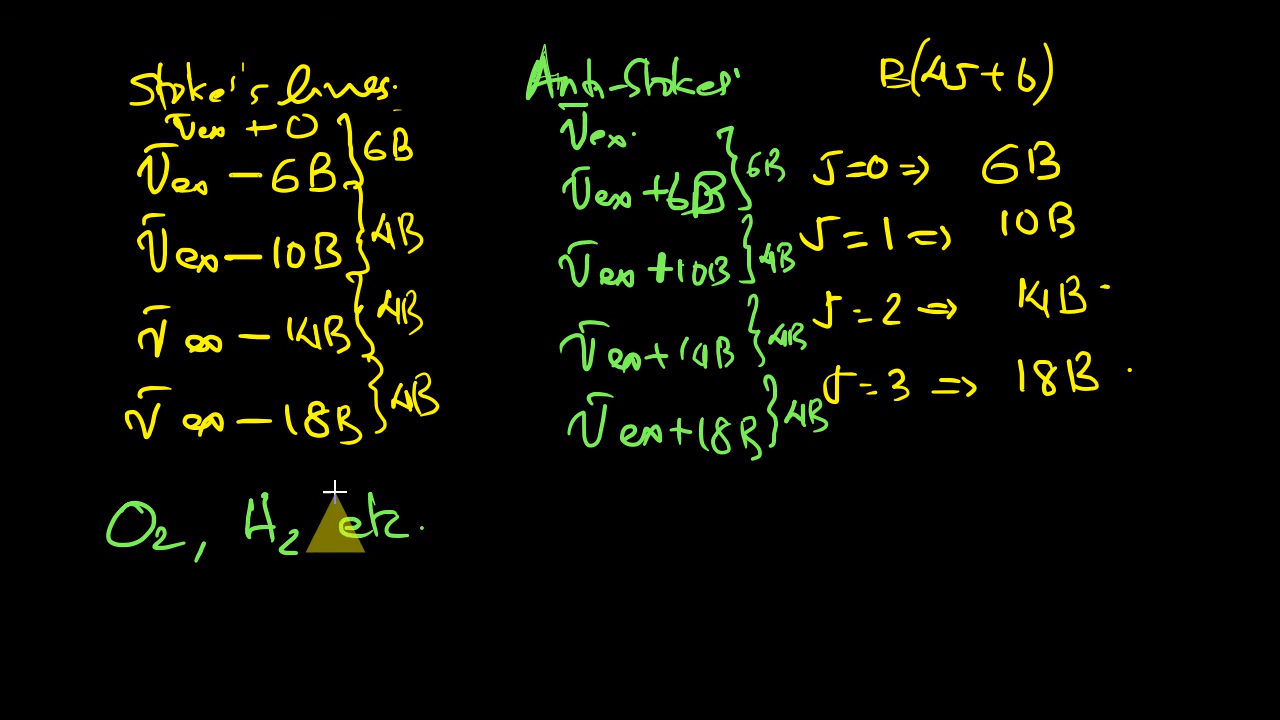 Stoke's lines.
ν̄ex + 0
ν̄ex - 6B } 6B
ν̄ex - 10B } 4B
ν̄ex - 14B } 4B
ν̄ex - 18B } 4B
O2, H2 etc.
Anti-Stokes'
ν̄ex.
ν̄ex + 6B } 6B
ν̄ex + 10B } 4B
ν̄ex + 14B } 4B
ν̄ex + 18B } 4B
B(4J+6)
J=0 => 6B
J=1 => 10B
J=2 => 14B
J=3 => 18B